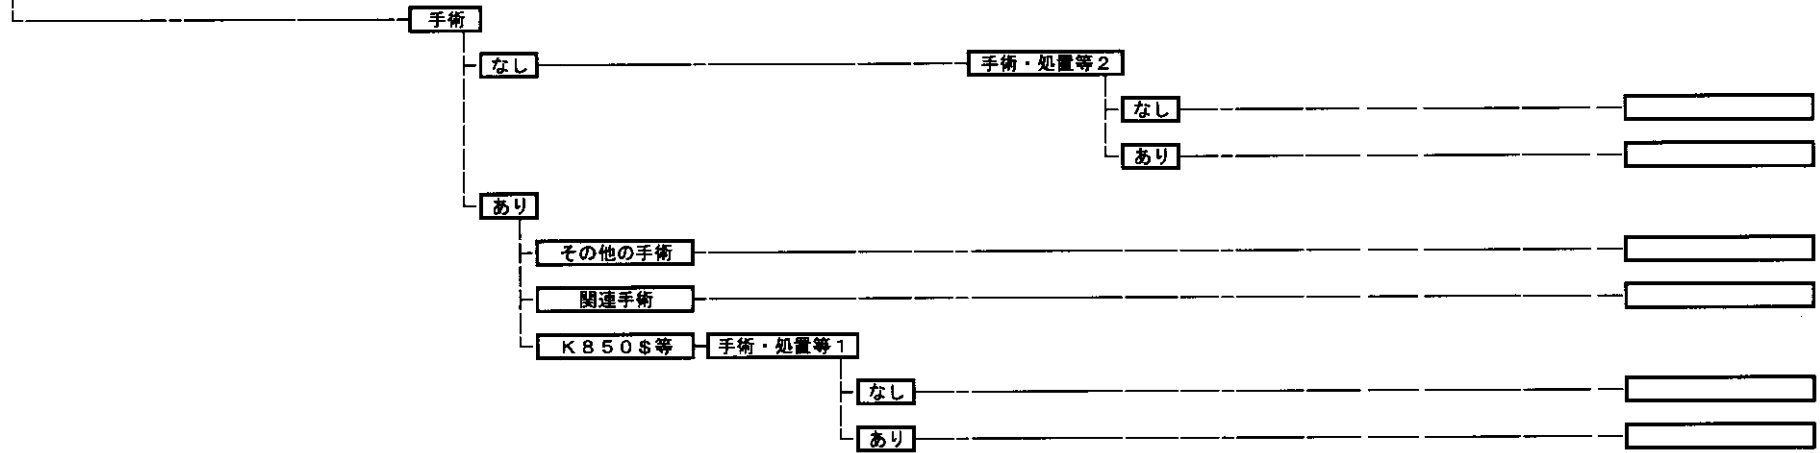 手術
なし 手術・処置等2
なし
あり
あり
その他の手術
関連手術
K850$等 手術・処置等1
なし
あり